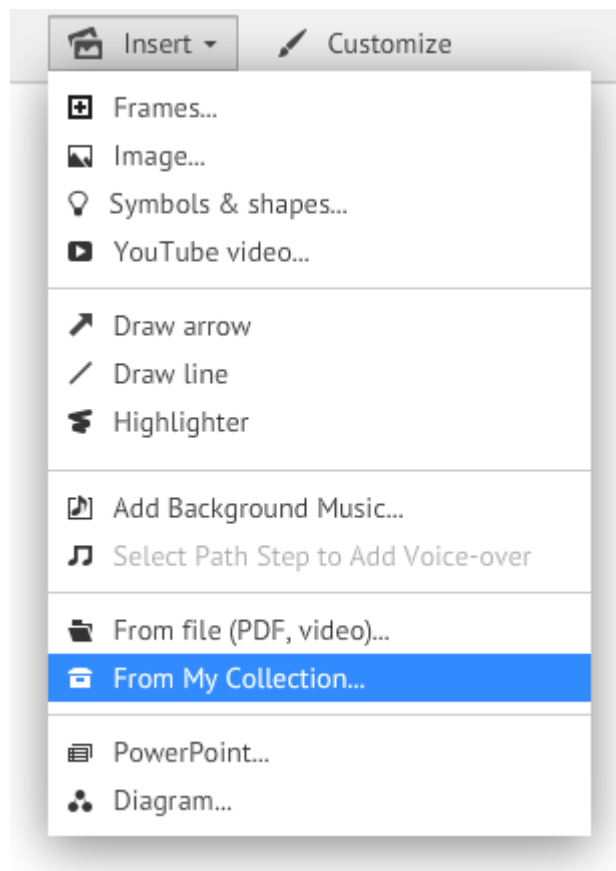 Insert Customize
Frames...
Image...
Symbols & shapes...
YouTube video...
Draw arrow
Draw line
Highlighter
Add Background Music...
Select Path Step to Add Voice-over
From file (PDF, video)...
From My Collection...
PowerPoint...
Diagram...